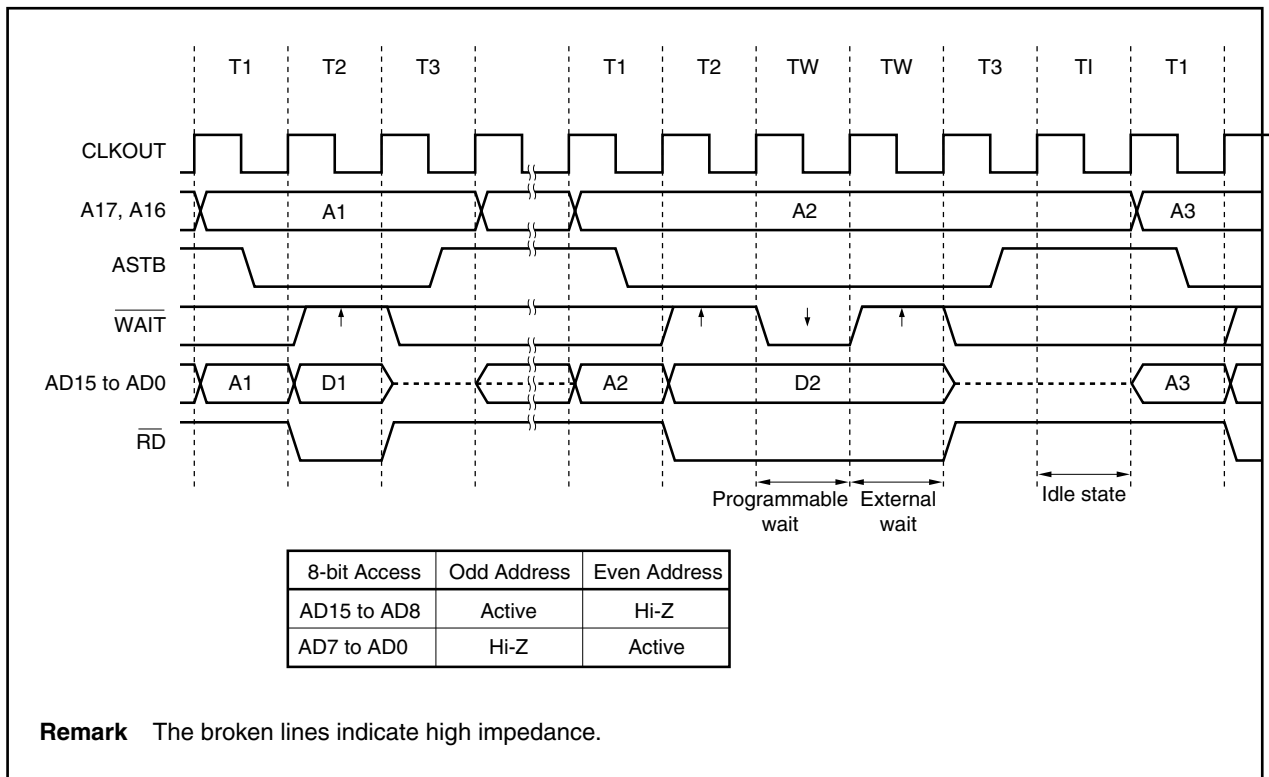 T1 T2 T3 T1 T2 TW TW T3 TI T1
CLKOUT
A17, A16 A1 A2 A3
ASTB
WAIT
AD15 to AD0 A1 D1 A2 D2 A3
RD
Programmable wait
External wait
Idle state
8-bit Access Odd Address Even Address
AD15 to AD8 Active Hi-Z
AD7 to AD0 Hi-Z Active
Remark The broken lines indicate high impedance.